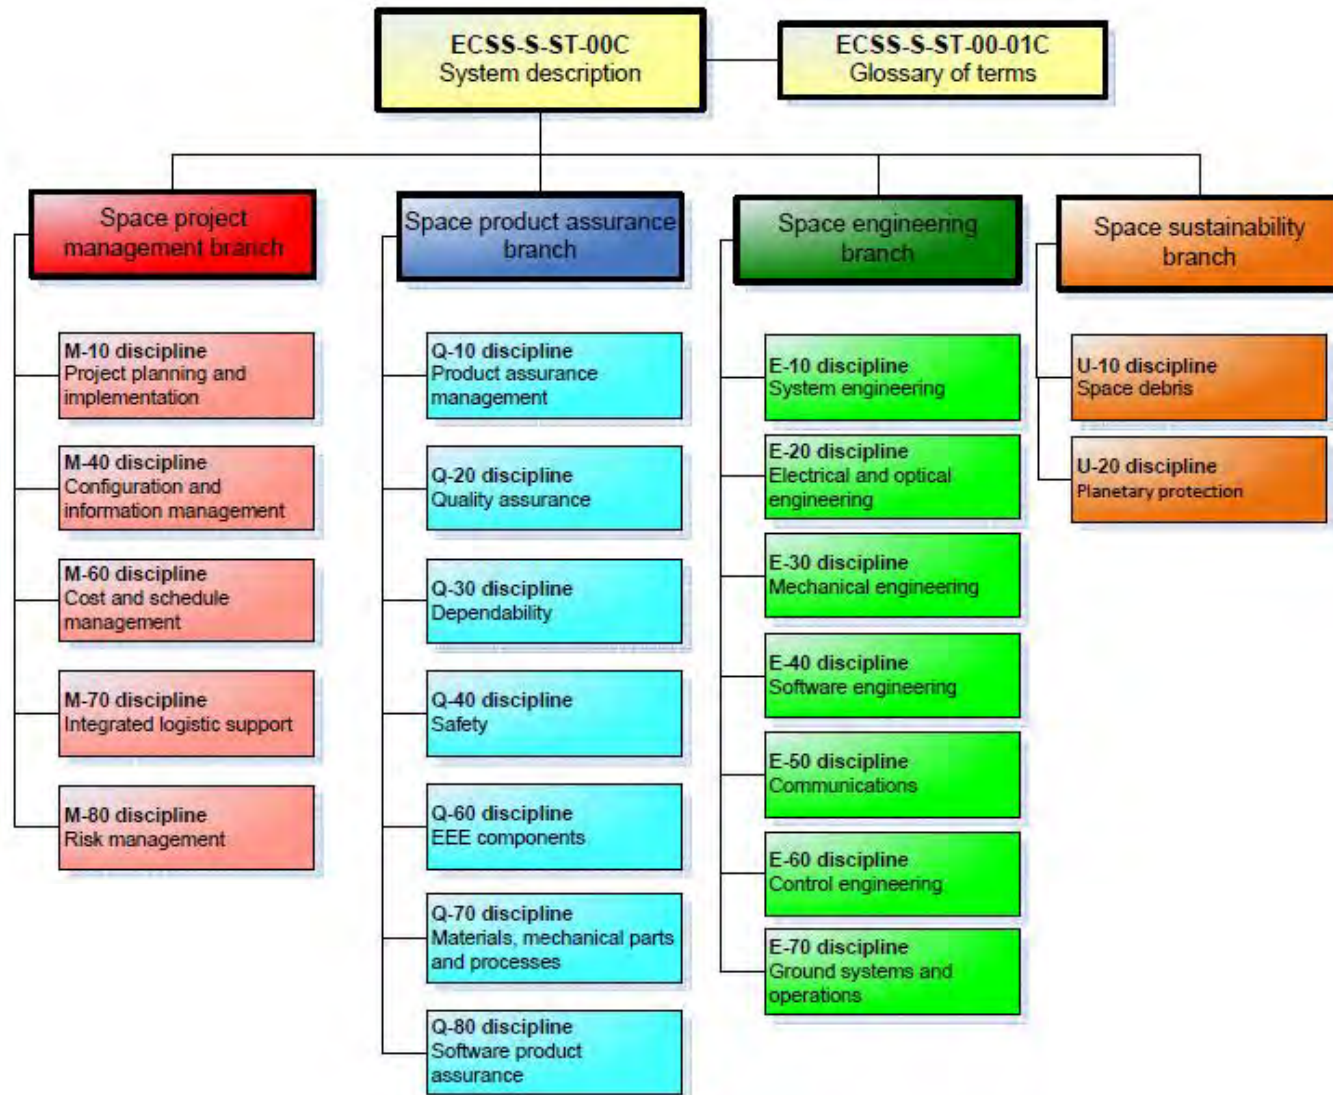 ECSS-S-ST-00C
System description
ECSS-S-ST-00-01C
Glossary of terms
Space project
management branch
M-10 discipline
Project planning and
implementation
M-40 discipline
Configuration and
information management
M-60 discipline
Cost and schedule
management
M-70 discipline
Integrated logistic support
M-80 discipline
Risk management
Space product assurance
branch
Q-10 discipline
Product assurance
management
Q-20 discipline
Quality assurance
Q-30 discipline
Dependability
Q-40 discipline
Safety
Q-60 discipline
EEE components
Q-70 discipline
Materials, mechanical parts
and processes
Q-80 discipline
Software product
assurance
Space engineering
branch
E-10 discipline
System engineering
E-20 discipline
Electrical and optical
engineering
E-30 discipline
Mechanical engineering
E-40 discipline
Software engineering
E-50 discipline
Communications
E-60 discipline
Control engineering
E-70 discipline
Ground systems and
operations
Space sustainability
branch
U-10 discipline
Space debris
U-20 discipline
Planetary protection